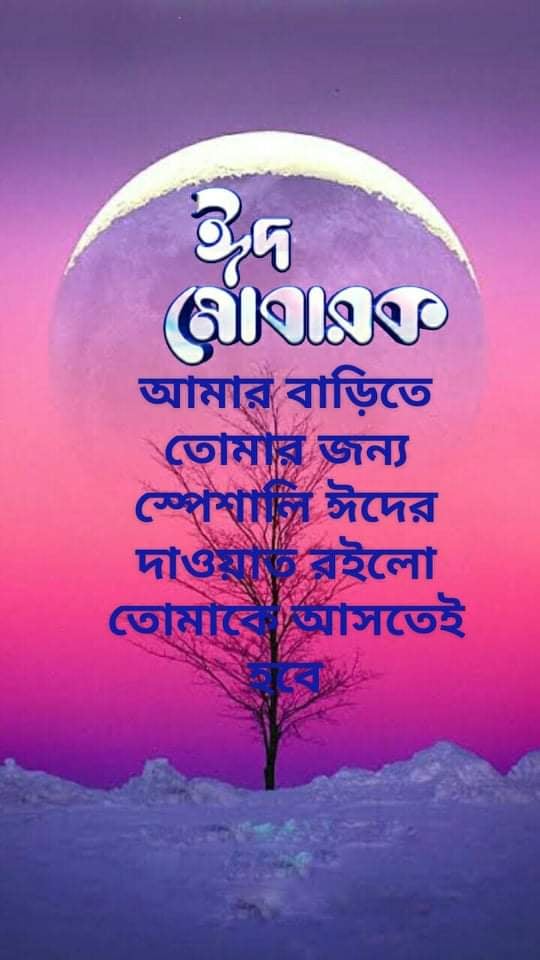 ঈদ
মোবারক
আমার বাড়িতে
তোমার জন্য
স্পেশালি ঈদের
দাওয়াত রইলো
তোমাকে আসতেই
হবে